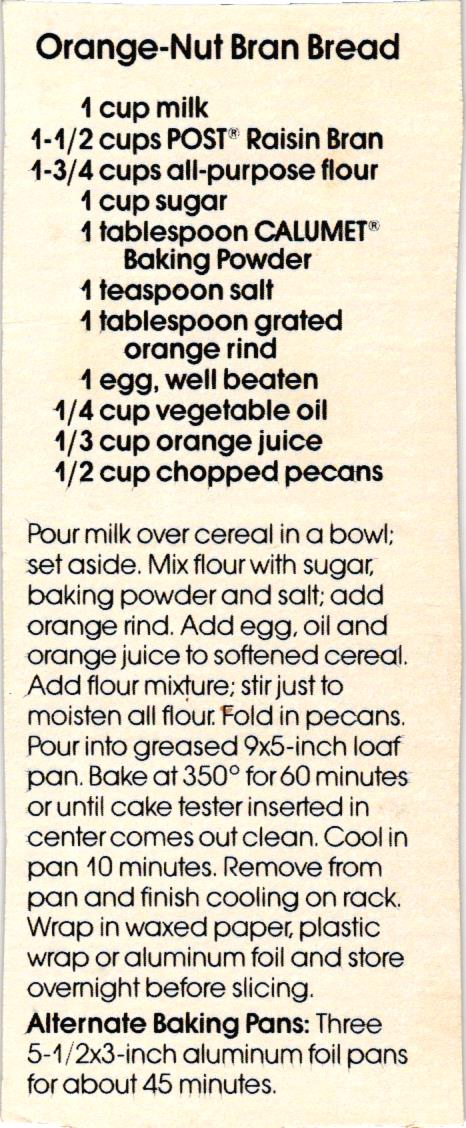 Orange-Nut Bran Bread
1 cup milk
1-1/2 cups POST® Raisin Bran
1-3/4 cups all-purpose flour
1 cup sugar
1 tablespoon CALUMET®
Baking Powder
1 teaspoon salt
1 tablespoon grated
orange rind
1 egg, well beaten
1/4 cup vegetable oil
1/3 cup orange juice
1/2 cup chopped pecans
Pour milk over cereal in a bowl;
set aside. Mix flour with sugar,
baking powder and salt; add
orange rind. Add egg, oil and
orange juice to softened cereal.
Add flour mixture; stir just to
moisten all flour. Fold in pecans.
Pour into greased 9x5-inch loaf
pan. Bake at 350° for 60 minutes
or until cake tester inserted in
center comes out clean. Cool in
pan 10 minutes. Remove from
pan and finish cooling on rack.
Wrap in waxed paper, plastic
wrap or aluminum foil and store
overnight before slicing.
Alternate Baking Pans: Three
5-1/2x3-inch aluminum foil pans
for about 45 minutes.